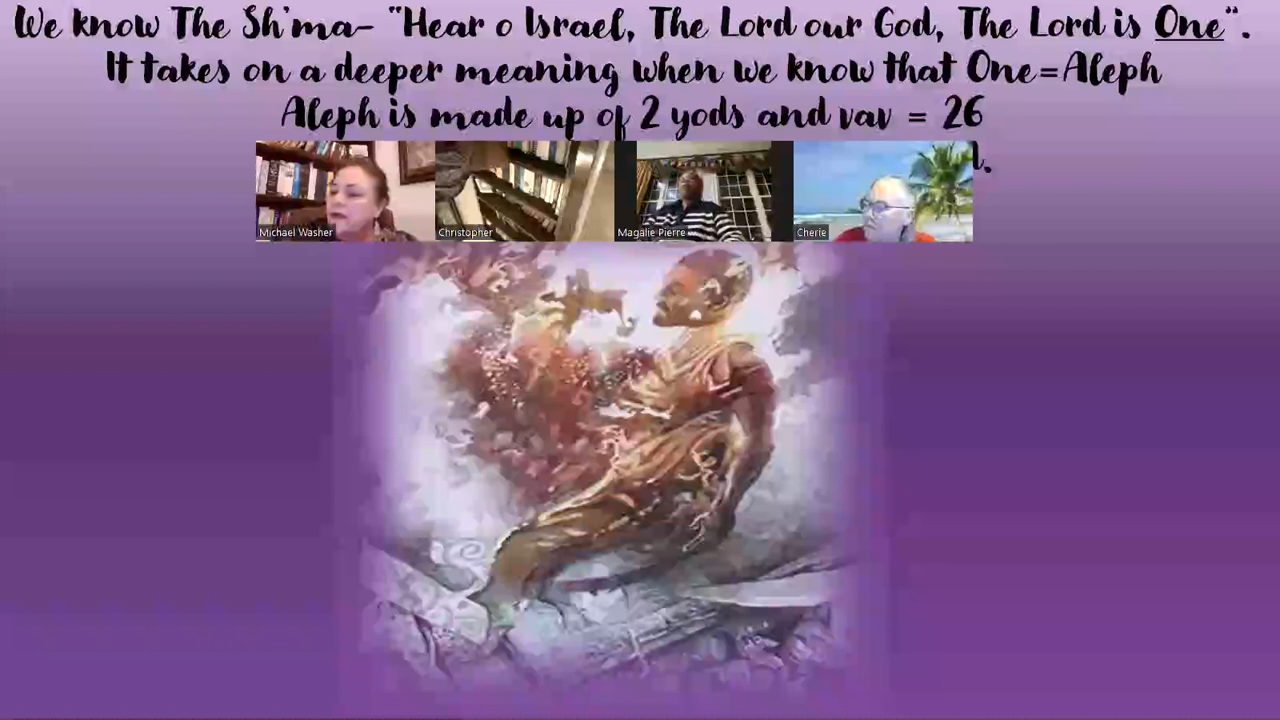 We know The Sh'ma- "Hear o Israel, The Lord our God, The Lord is One".
It takes on a deeper meaning when we know that One=Aleph
Aleph is made up of 2 yods and vav = 26
Michael Washer
Christopher
Magalie Pierre
Cherie